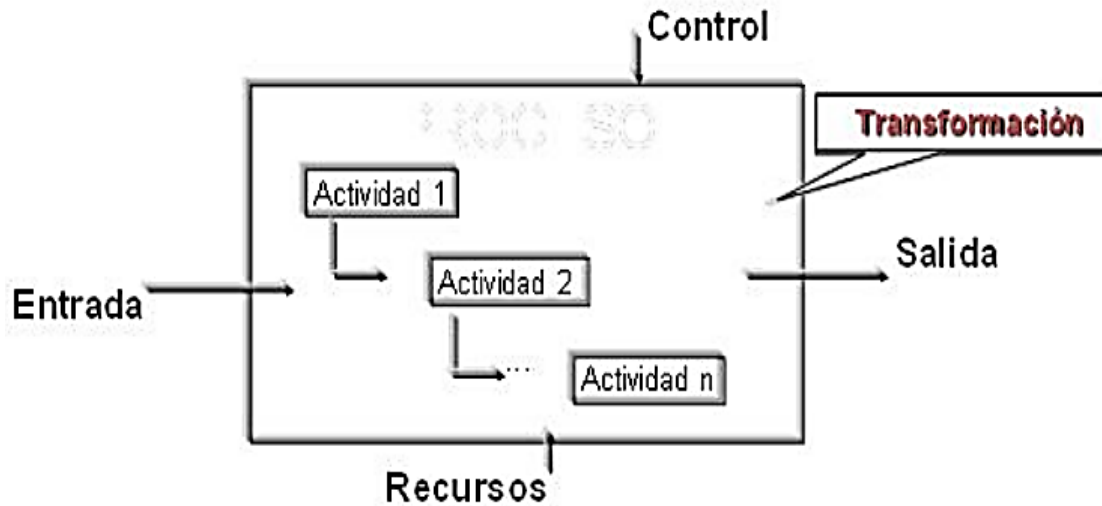 Control
Transformación
Actividad 1
Salida
Entrada
Actividad 2
...
Actividad n
Recursos